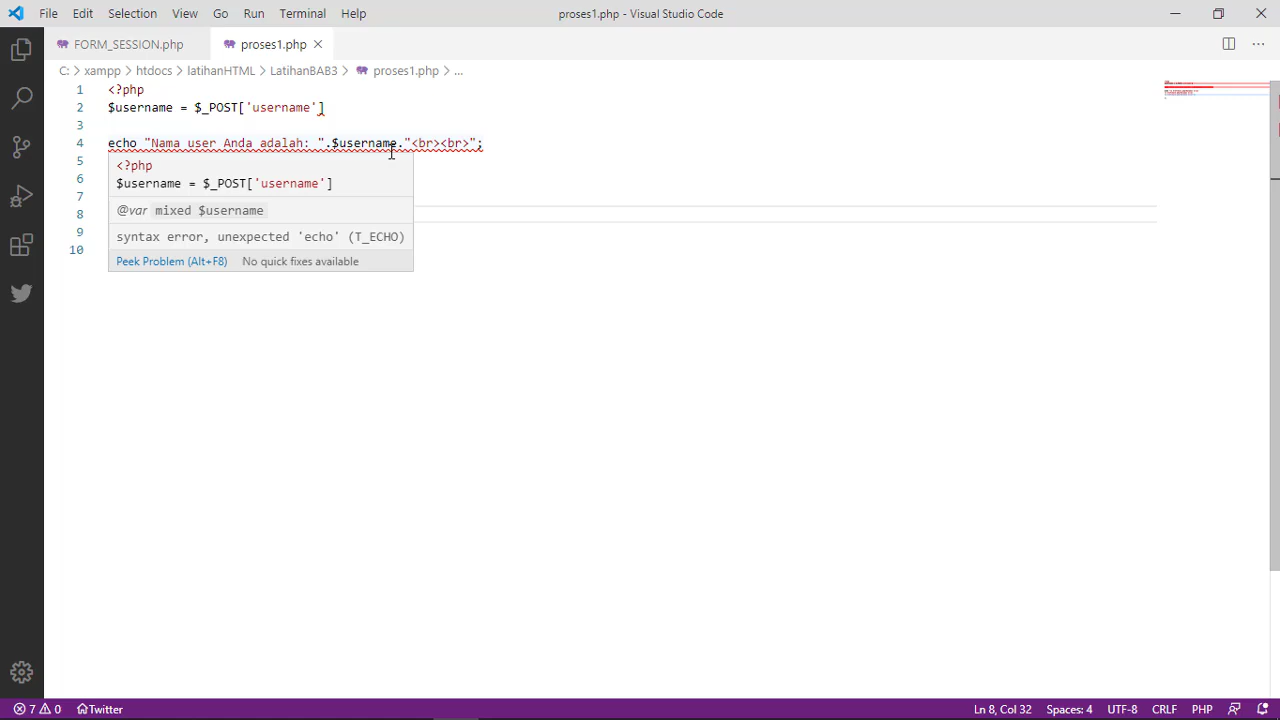 File Edit Selection View Go Run Terminal Help proses1.php - Visual Studio Code
FORM_SESSION.php proses1.php
C: > xampp > htdocs > latihanHTML > LatihanBAB3 > proses1.php > ...
1 <?php
2 $username = $_POST['username']
3
4 echo "Nama user Anda adalah: ".$username."<br><br>";
5
6
7
8
9
10
<?php
$username = $_POST['username']
@var mixed $username
syntax error, unexpected 'echo' (T_ECHO)
Peek Problem (Alt+F8) No quick fixes available
7 0 Twitter Ln 8, Col 32 Spaces: 4 UTF-8 CRLF PHP